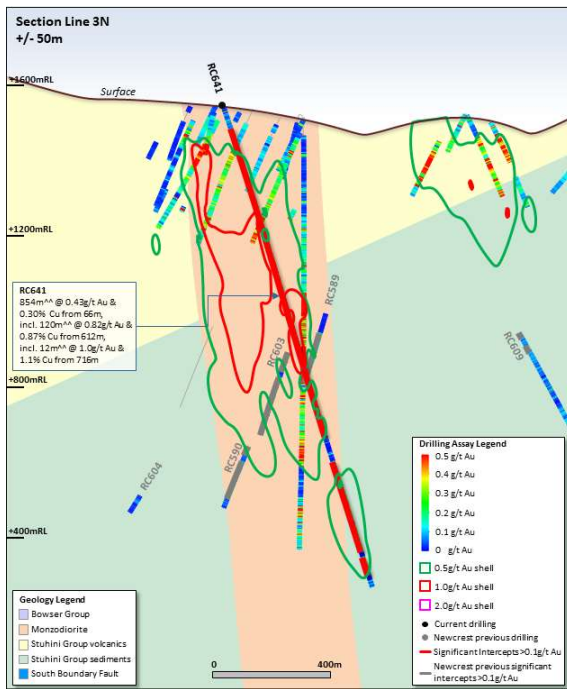 Section Line 3N
+/- 50m
RC641
+1600mRL
Surface
+1200mRL
RC641
854m^^ @ 0.43g/t Au &
0.30% Cu from 66m,
incl. 120m^^ @ 0.82g/t Au &
0.87% Cu from 612m,
incl. 12m^^ @ 1.0g/t Au &
1.1% Cu from 716m
RC589
RC603
RC609
+800mRL
RC590
RC604
+400mRL
Drilling Assay Legend
0.5 g/t Au
0.4 g/t Au
0.3 g/t Au
0.2 g/t Au
0.1 g/t Au
0 g/t Au
0.5g/t Au shell
1.0g/t Au shell
2.0g/t Au shell
Current drilling
Newcrest previous drilling
Significant Intercepts>0.1g/t Au
Newcrest previous significant
intercepts >0.1g/t Au
Geology Legend
Bowser Group
Monzodiorite
Stuhini Group volcanics
Stuhini Group sediments
South Boundary Fault
0
400m